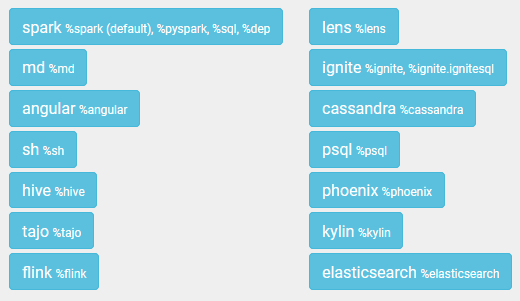 spark %spark (default), %pyspark, %sql, %dep
md %md
angular %angular
sh %sh
hive %hive
tajo %tajo
flink %flink
lens %lens
ignite %ignite, %ignite.ignitesql
cassandra %cassandra
psql %psql
phoenix %phoenix
kylin %kylin
elasticsearch %elasticsearch